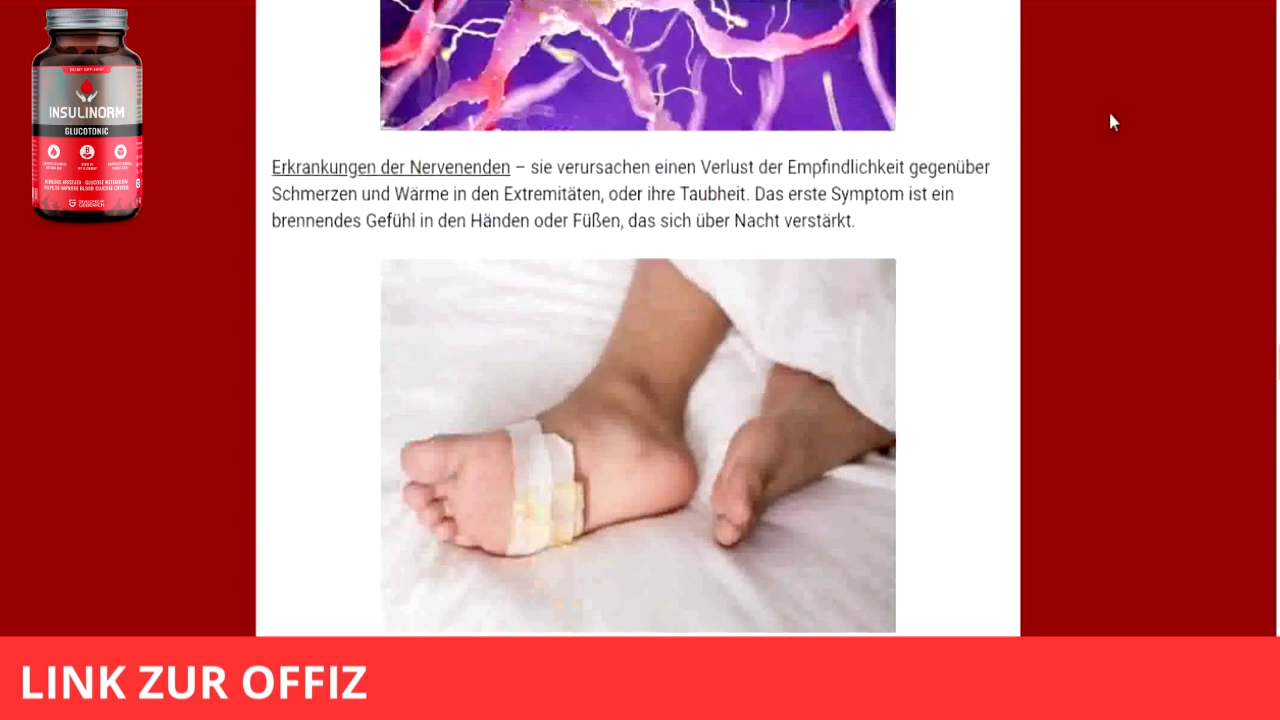 INSULINORM
GLUCOTONIC
Erkrankungen der Nervenenden – sie verursachen einen Verlust der Empfindlichkeit gegenüber
Schmerzen und Wärme in den Extremitäten, oder ihre Taubheit. Das erste Symptom ist ein
brennendes Gefühl in den Händen oder Füßen, das sich über Nacht verstärkt.
LINK ZUR OFFIZ